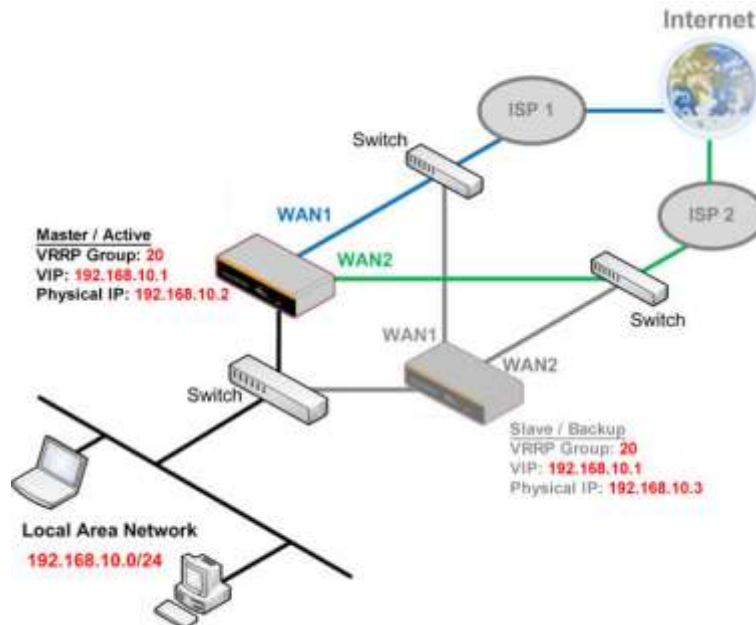 Internet
ISP 1
Switch
WAN1
ISP 2
Master / Active
VRRP Group: 20
VIP: 192.168.10.1
Physical IP: 192.168.10.2
WAN2
Switch
WAN1
WAN2
Switch
Slave / Backup
VRRP Group: 20
VIP: 192.168.10.1
Physical IP: 192.168.10.3
Local Area Network
192.168.10.0/24